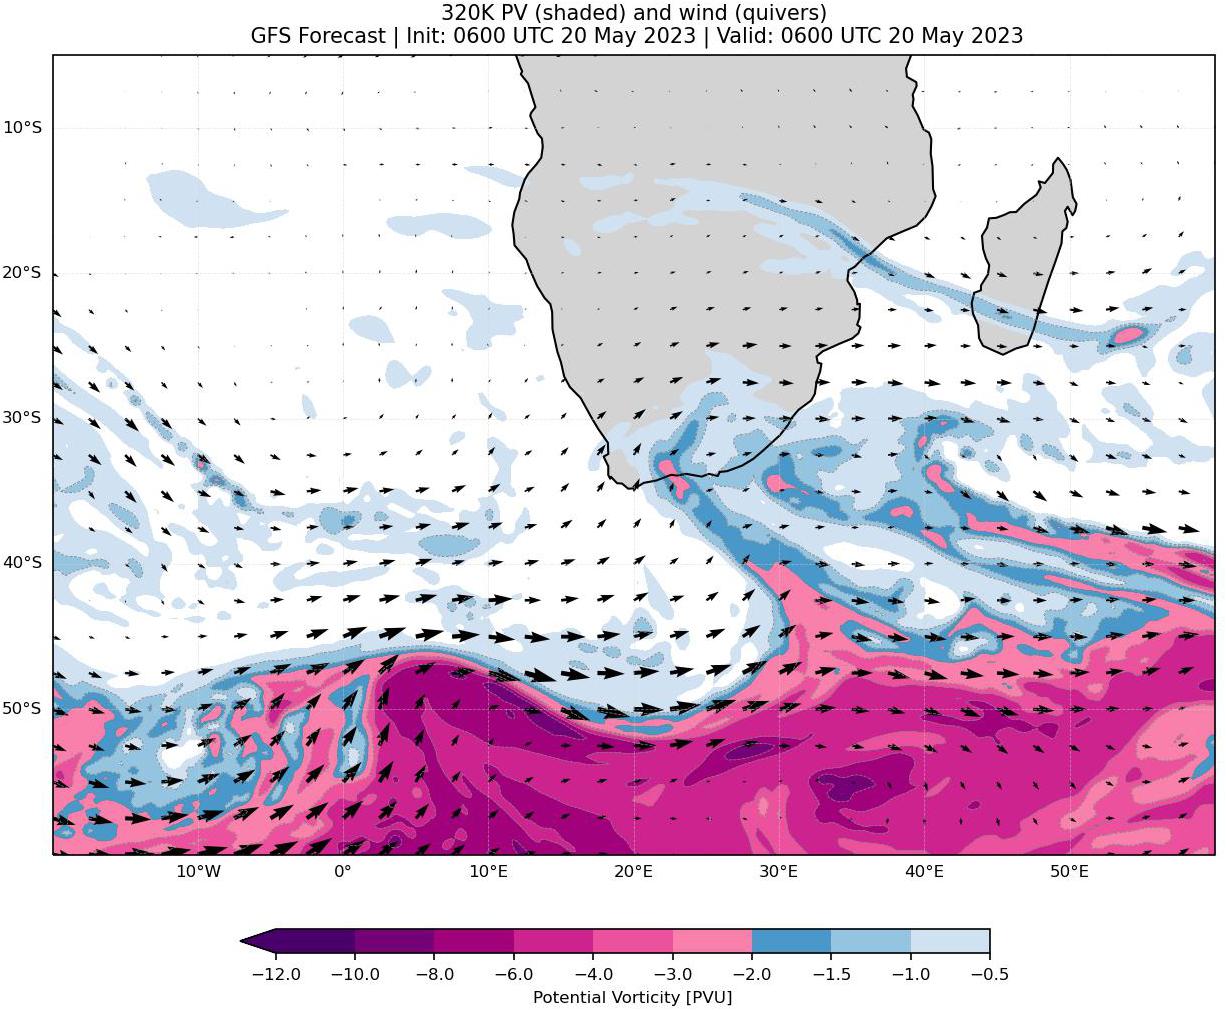 320K PV (shaded) and wind (quivers)
GFS Forecast | Init: 0600 UTC 20 May 2023 | Valid: 0600 UTC 20 May 2023
10°S
20°S
30°S
40°S
50°S
10°W 0° 10°E 20°E 30°E 40°E 50°E
−12.0 −10.0 −8.0 −6.0 −4.0 −3.0 −2.0 −1.5 −1.0 −0.5
Potential Vorticity [PVU]